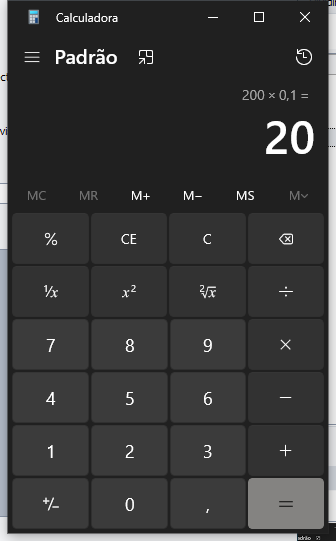 Calculadora
Padrão
200 × 0,1 =
20
MC MR M+ M− MS M
% CE C
¹/x x² ²√x ÷
7 8 9 ×
4 5 6 −
1 2 3 +
+/− 0 , =